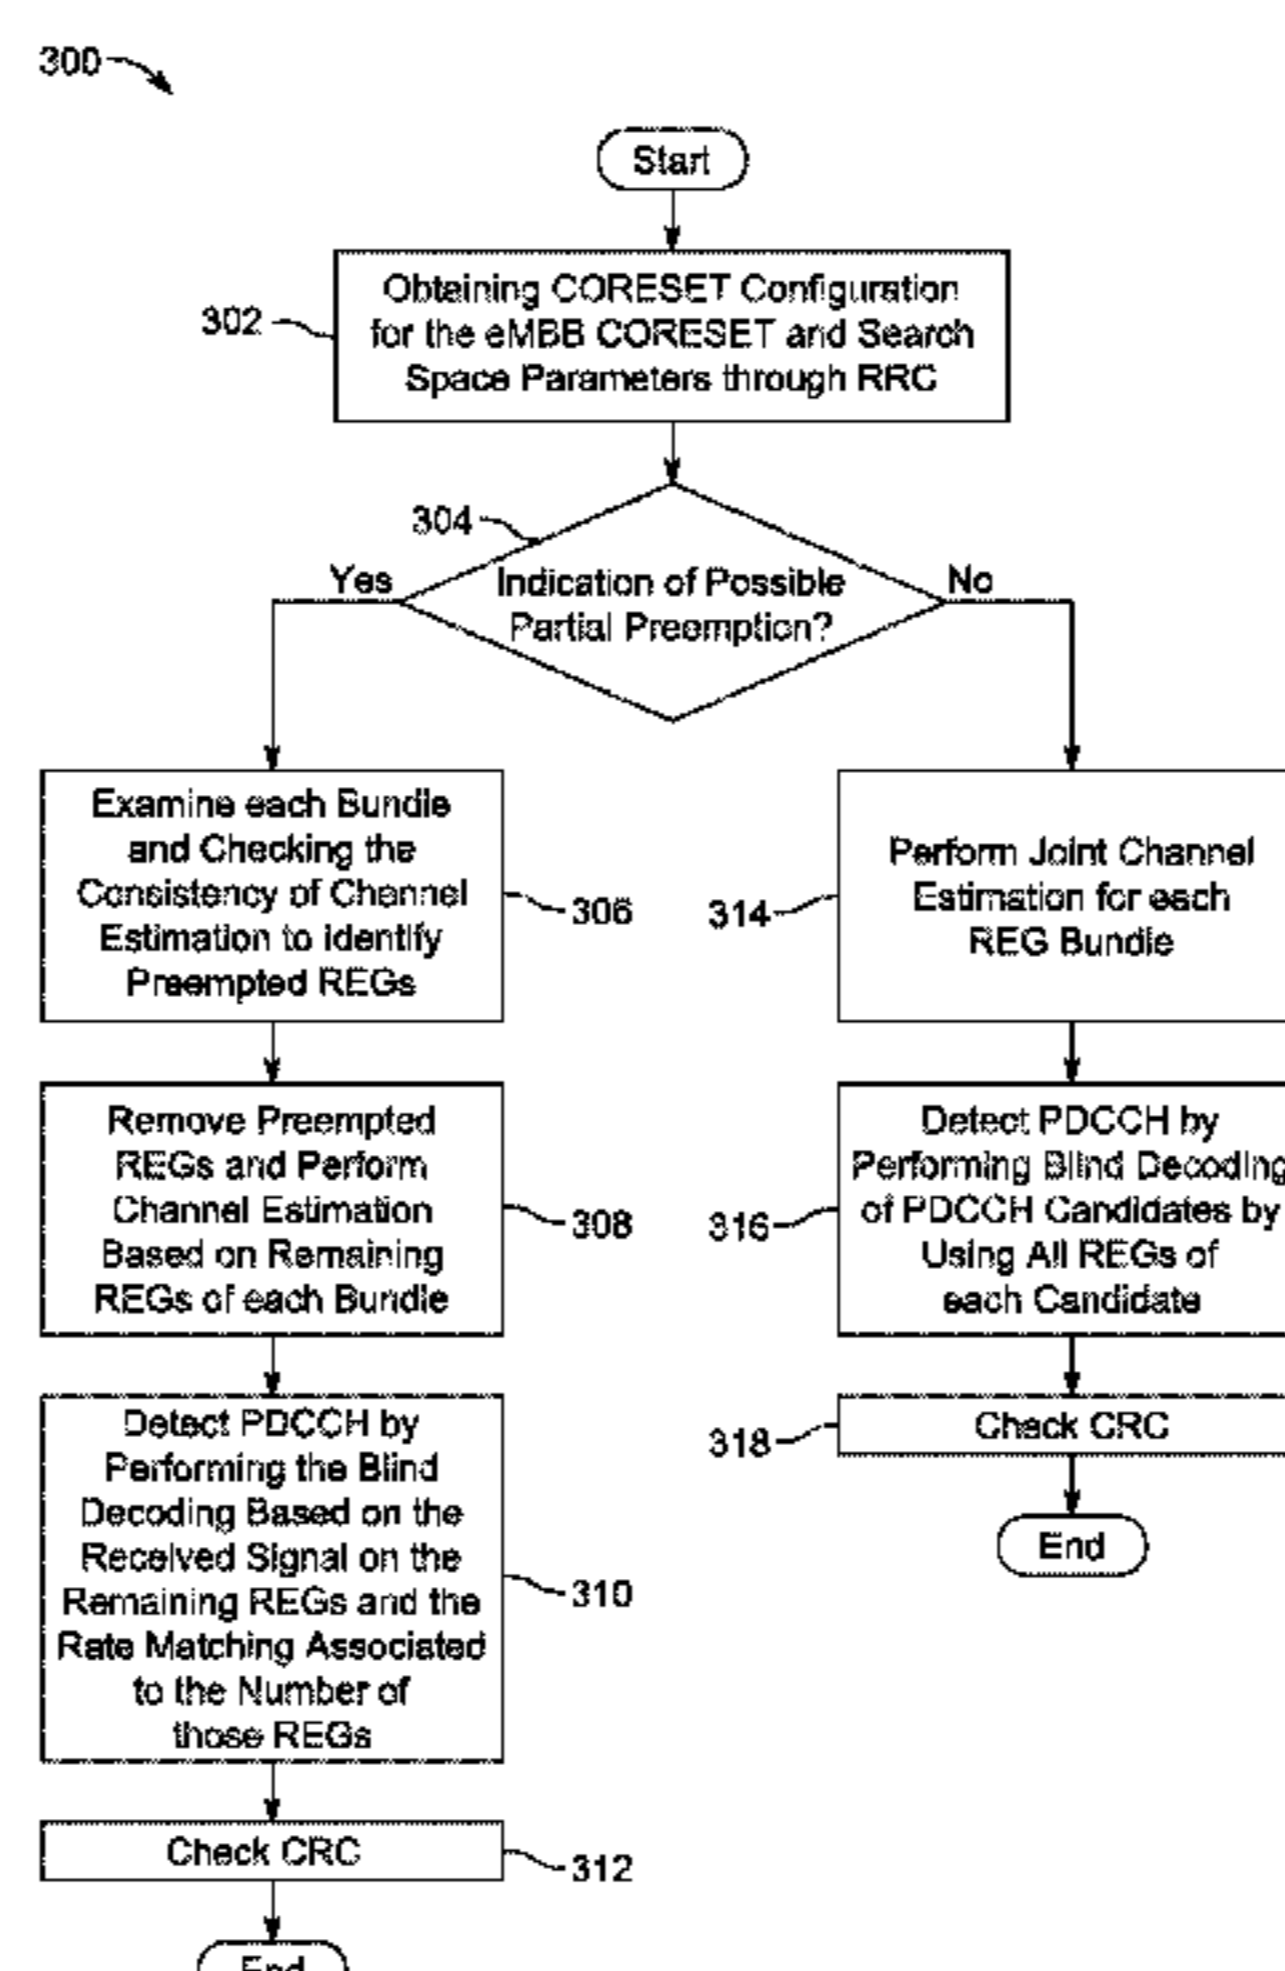 300
Start
302
Obtaining CORESET Configuration
for the eMBB CORESET and Search
Space Parameters through RRC
304
Indication of Possible
Partial Preemption?
Yes
No
Examine each Bundle
and Checking the
Consistency of Channel
Estimation to Identify
Preempted REGs
306
Remove Preempted
REGs and Perform
Channel Estimation
Based on Remaining
REGs of each Bundle
308
Detect PDCCH by
Performing the Blind
Decoding Based on the
Received Signal on the
Remaining REGs and the
Rate Matching Associated
to the Number of
those REGs
310
Check CRC
312
End
314
Perform Joint Channel
Estimation for each
REG Bundle
316
Detect PDCCH by
Performing Blind Decoding
of PDCCH Candidates by
Using All REGs of
each Candidate
318
Check CRC
End